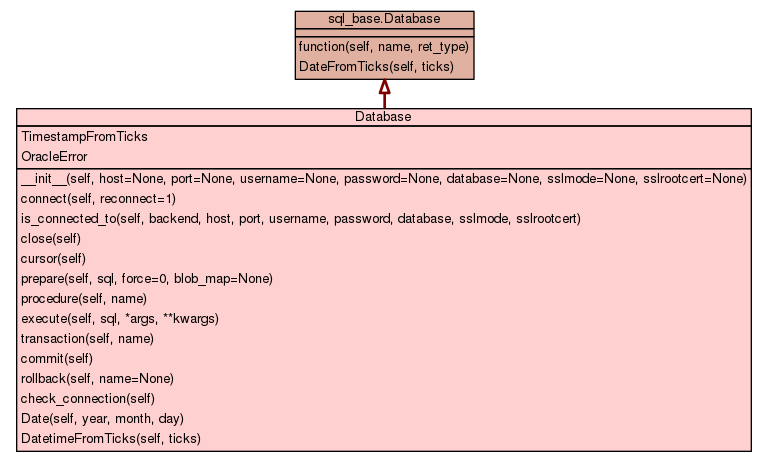 sql_base.Database
function(self, name, ret_type)
DateFromTicks(self, ticks)
Database
TimestampFromTicks
OracleError
__init__(self, host=None, port=None, username=None, password=None, database=None, sslmode=None, sslrootcert=None)
connect(self, reconnect=1)
is_connected_to(self, backend, host, port, username, password, database, sslmode, sslrootcert)
close(self)
cursor(self)
prepare(self, sql, force=0, blob_map=None)
procedure(self, name)
execute(self, sql, *args, **kwargs)
transaction(self, name)
commit(self)
rollback(self, name=None)
check_connection(self)
Date(self, year, month, day)
DatetimeFromTicks(self, ticks)